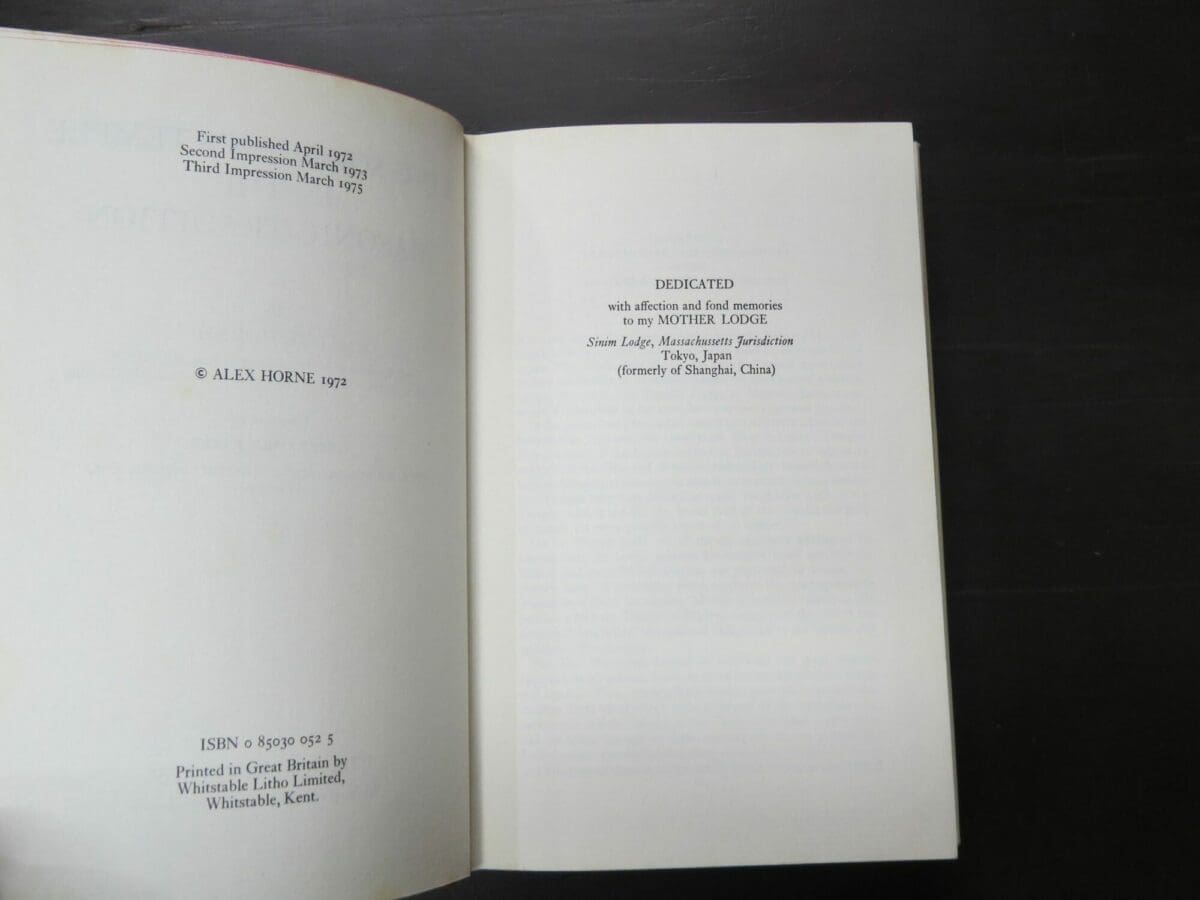 First published April 1972
Second Impression March 1973
Third Impression March 1975
© ALEX HORNE 1972
ISBN 0 85030 052 5
Printed in Great Britain by
Whitstable Litho Limited,
Whitstable, Kent.
DEDICATED
with affection and fond memories
to my MOTHER LODGE
Sinim Lodge, Massachussetts Jurisdiction
Tokyo, Japan
(formerly of Shanghai, China)